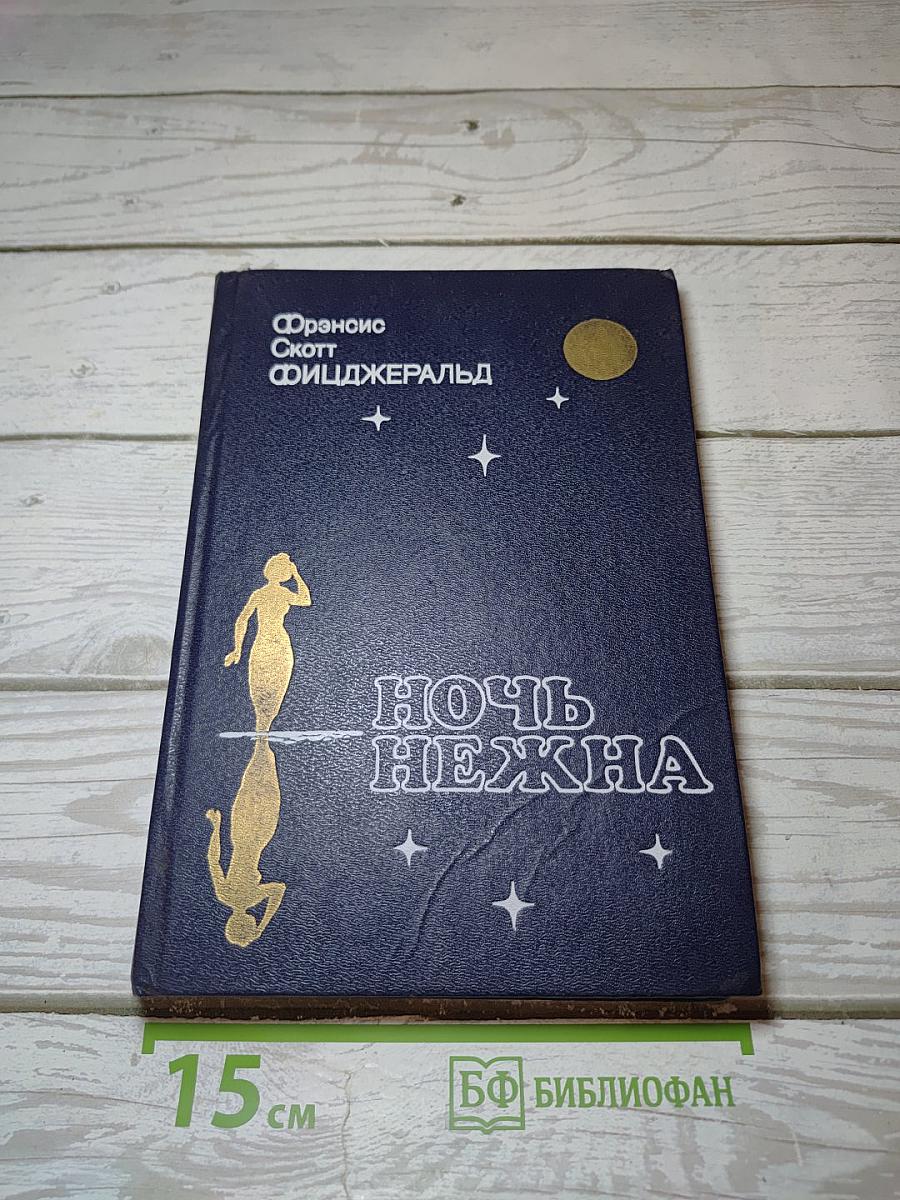 Фрэнсис
Скотт
ФИЦДЖЕРАЛЬД
НОЧЬ
НЕЖНА
15 см
БФ БИБЛИОФАН